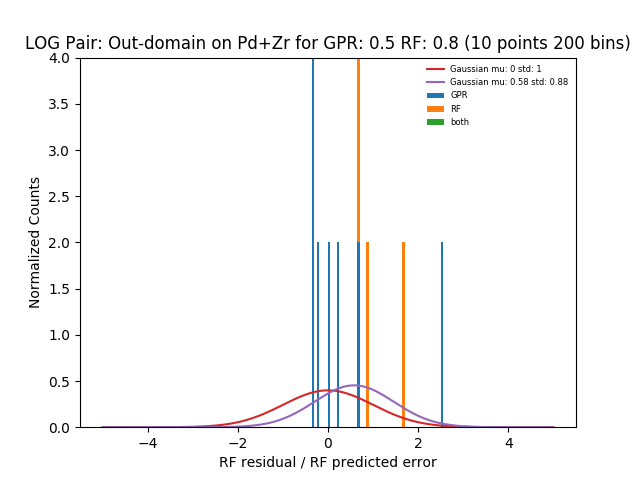 LOG Pair: Out-domain on Pd+Zr for GPR: 0.5 RF: 0.8 (10 points 200 bins)
Gaussian mu: 0 std: 1
Gaussian mu: 0.58 std: 0.88
GPR
RF
both
Normalized Counts
4.0
3.5
3.0
2.5
2.0
1.5
1.0
0.5
0.0
−4 −2 0 2 4
RF residual / RF predicted error